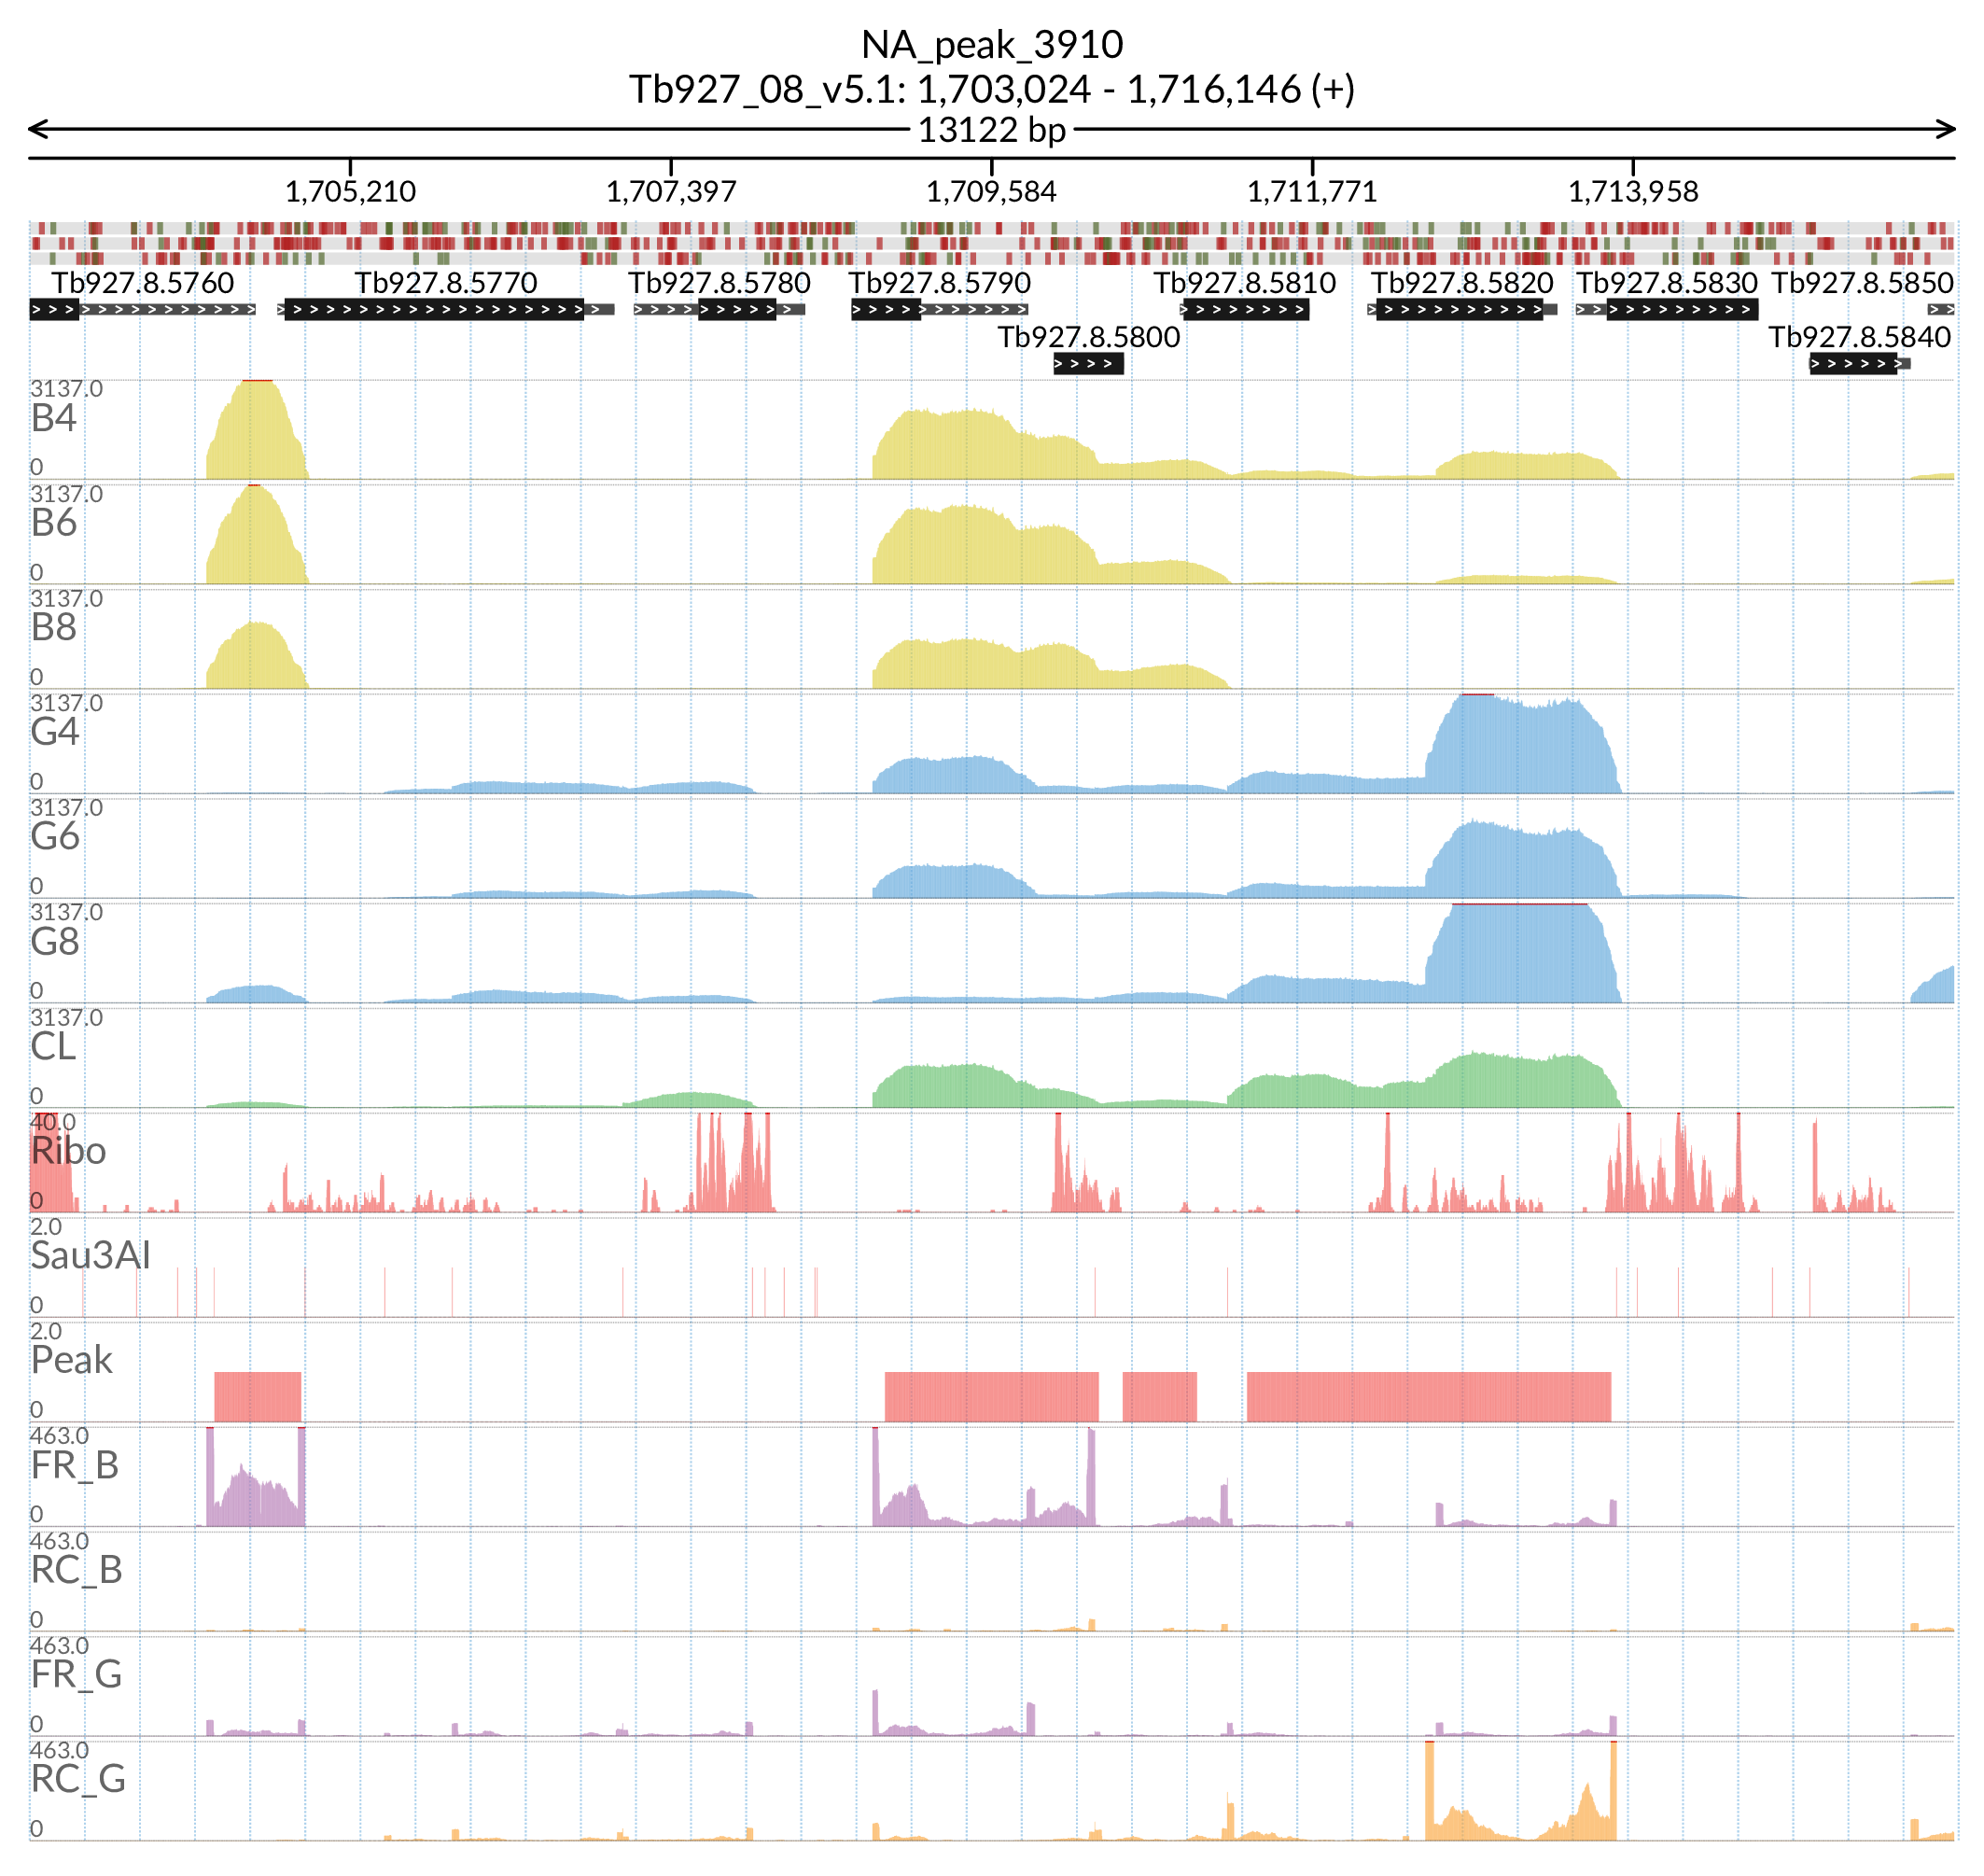 NA_peak_3910
Tb927_08_v5.1: 1,703,024 - 1,716,146 (+)
13122 bp
1,705,210 1,707,397 1,709,584 1,711,771 1,713,958
Tb927.8.5760 Tb927.8.5770 Tb927.8.5780 Tb927.8.5790 Tb927.8.5810 Tb927.8.5820 Tb927.8.5830 Tb927.8.5850
Tb927.8.5800 Tb927.8.5840
3137.0
B4
0
3137.0
B6
0
3137.0
B8
0
3137.0
G4
0
3137.0
G6
0
3137.0
G8
0
3137.0
CL
0
40.0
Ribo
0
2.0
Sau3AI
0
2.0
Peak
0
463.0
FR_B
0
463.0
RC_B
0
463.0
FR_G
0
463.0
RC_G
0